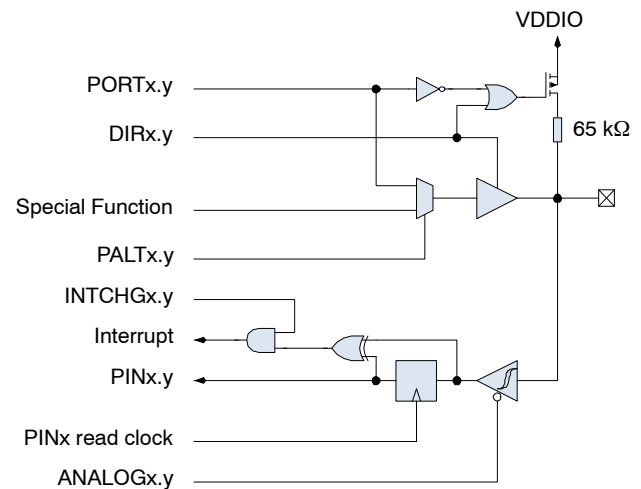 VDDIO
PORTx.y
65 kΩ
DIRx.y
Special Function
PALTx.y
INTCHGx.y
Interrupt
PINx.y
PINx read clock
ANALOGx.y